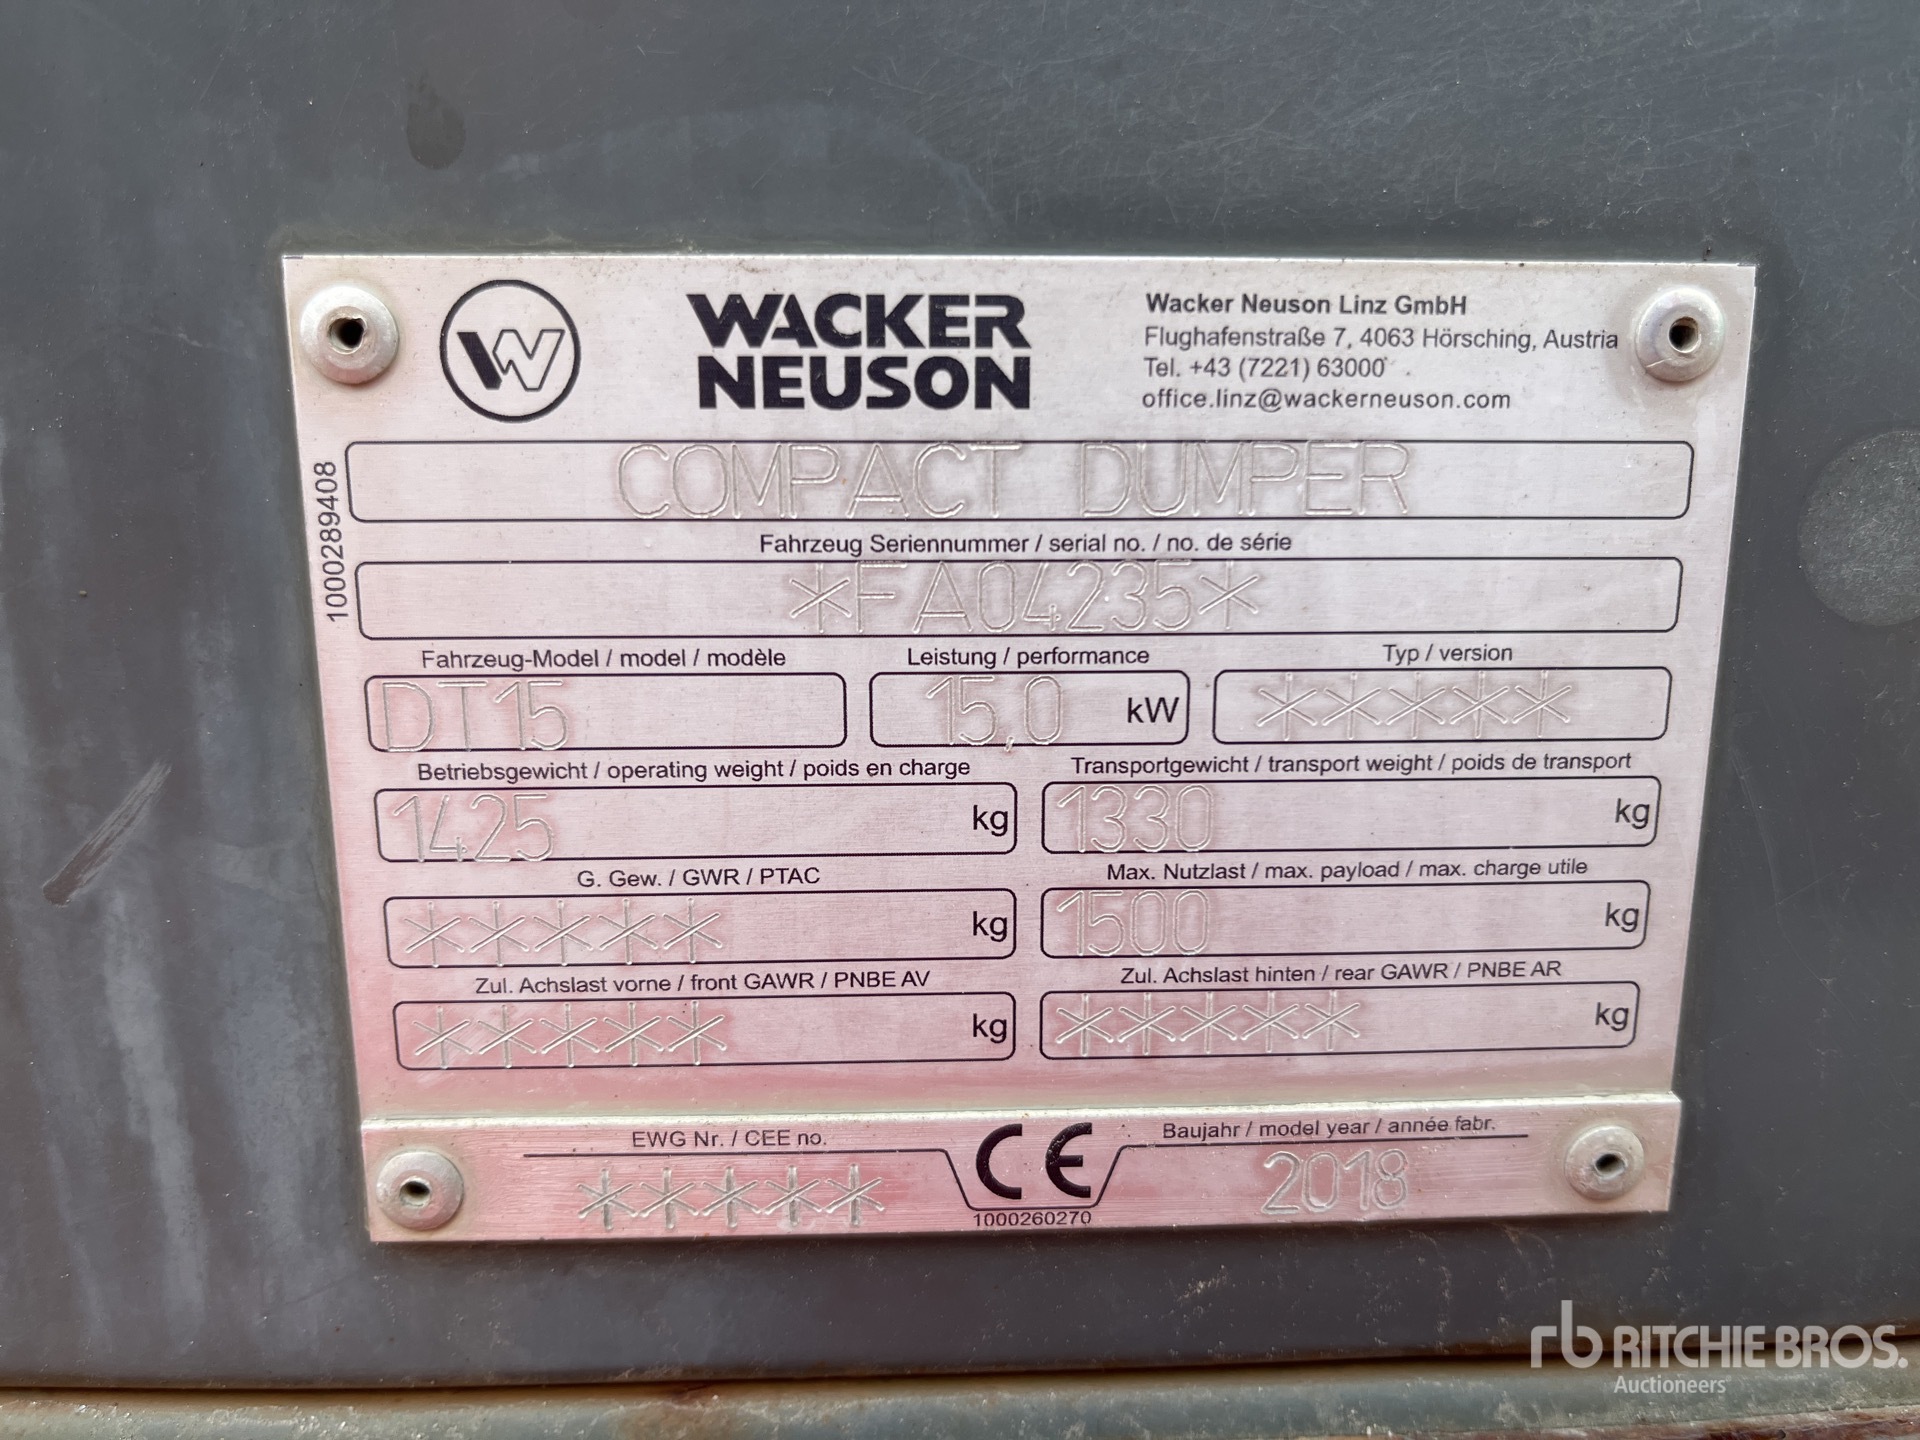 WACKER
NEUSON
Wacker Neuson Linz GmbH
Flughafenstraße 7, 4063 Hörsching, Austria
Tel. +43 (7221) 63000
office.linz@wackerneuson.com
1000289408
COMPACT DUMPER
Fahrzeug Seriennummer / serial no. / no. de série
*FA04235*
Fahrzeug-Model / model / modèle
DT15
Leistung / performance
15,0 kW
Typ / version
*****
Betriebsgewicht / operating weight / poids en charge
1425 kg
Transportgewicht / transport weight / poids de transport
1330 kg
G. Gew. / GWR / PTAC
***** kg
Max. Nutzlast / max. payload / max. charge utile
1500 kg
Zul. Achslast vorne / front GAWR / PNBE AV
***** kg
Zul. Achslast hinten / rear GAWR / PNBE AR
***** kg
EWG Nr. / CEE no.
*****
CE
1000260270
Baujahr / model year / année fabr.
2018
rb RITCHIE BROS.
Auctioneers